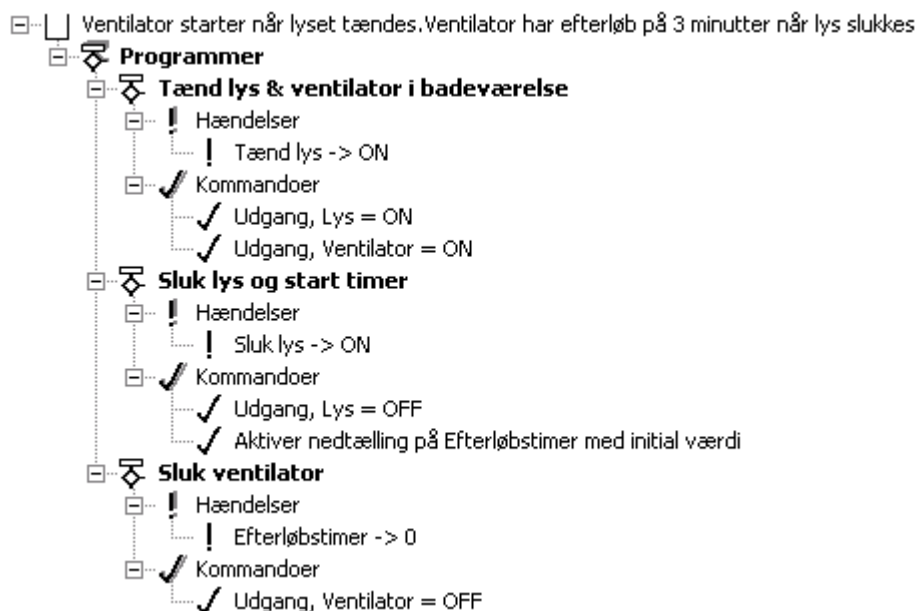 Ventilator starter når lyset tændes.Ventilator har efterløb på 3 minutter når lys slukkes
Programmer
Tænd lys & ventilator i badeværelse
Hændelser
Tænd lys -> ON
Kommandoer
Udgang, Lys = ON
Udgang, Ventilator = ON
Sluk lys og start timer
Hændelser
Sluk lys -> ON
Kommandoer
Udgang, Lys = OFF
Aktiver nedtælling på Efterløbstimer med initial værdi
Sluk ventilator
Hændelser
Efterløbstimer -> 0
Kommandoer
Udgang, Ventilator = OFF